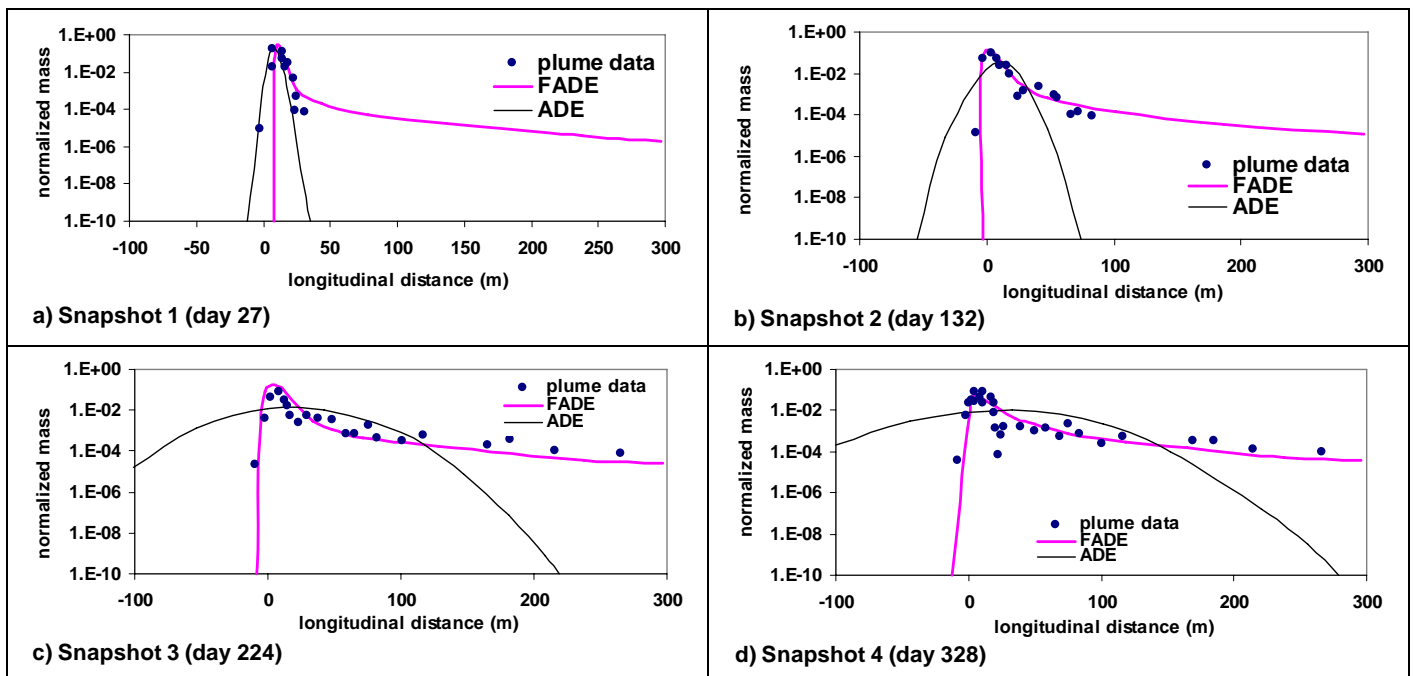 1.E+00
1.E-02
1.E-04
1.E-06
1.E-08
1.E-10
normalized mass
-100 -50 0 50 100 150 200 250 300
longitudinal distance (m)
plume data
FADE
ADE
a) Snapshot 1 (day 27)
1.E+00
1.E-02
1.E-04
1.E-06
1.E-08
1.E-10
normalized mass
-100 0 100 200 300
longitudinal distance (m)
plume data
FADE
ADE
b) Snapshot 2 (day 132)
1.E+00
1.E-02
1.E-04
1.E-06
1.E-08
1.E-10
normalized mass
-100 0 100 200 300
longitudinal distance (m)
plume data
FADE
ADE
c) Snapshot 3 (day 224)
1.E+00
1.E-02
1.E-04
1.E-06
1.E-08
1.E-10
normalized mass
-100 0 100 200 300
longitudinal distance (m)
plume data
FADE
ADE
d) Snapshot 4 (day 328)